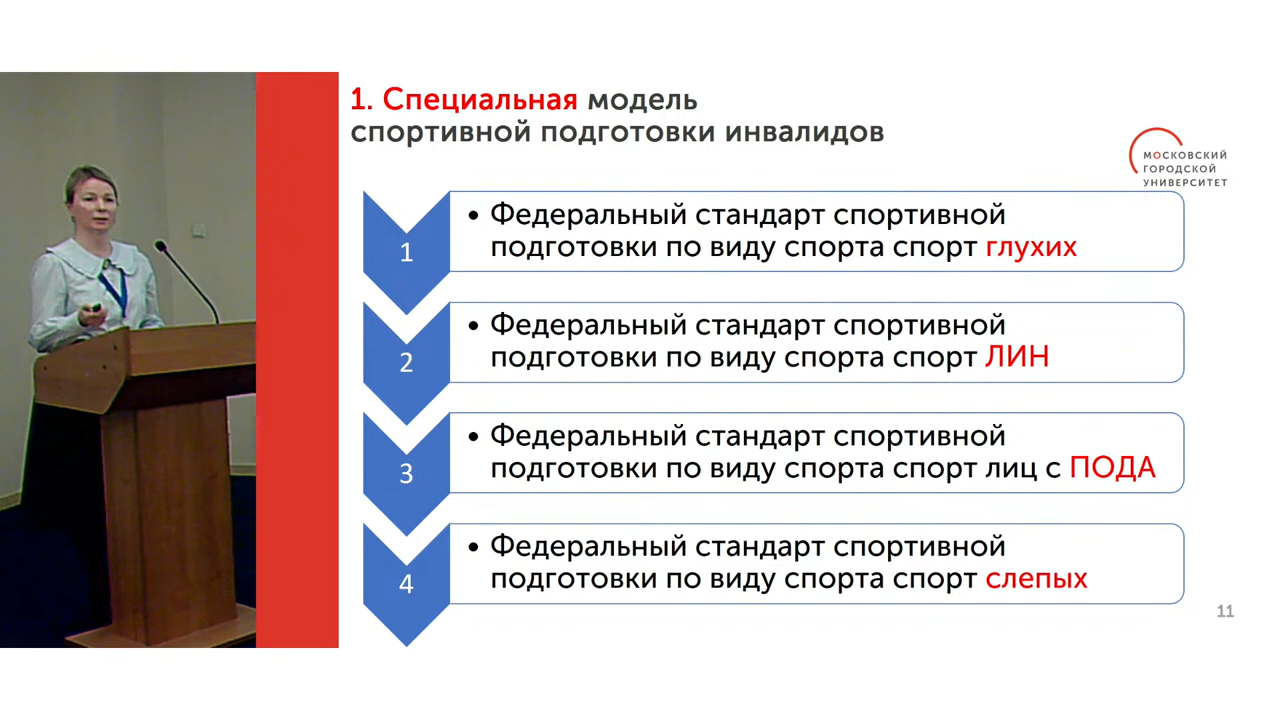 1. Специальная модель
спортивной подготовки инвалидов
МОСКОВСКИЙ
ГОРОДСКОЙ
УНИВЕРСИТЕТ
1
• Федеральный стандарт спортивной
подготовки по виду спорта спорт глухих
2
• Федеральный стандарт спортивной
подготовки по виду спорта спорт ЛИН
3
• Федеральный стандарт спортивной
подготовки по виду спорта спорт лиц с ПОДА
4
• Федеральный стандарт спортивной
подготовки по виду спорта спорт слепых
11